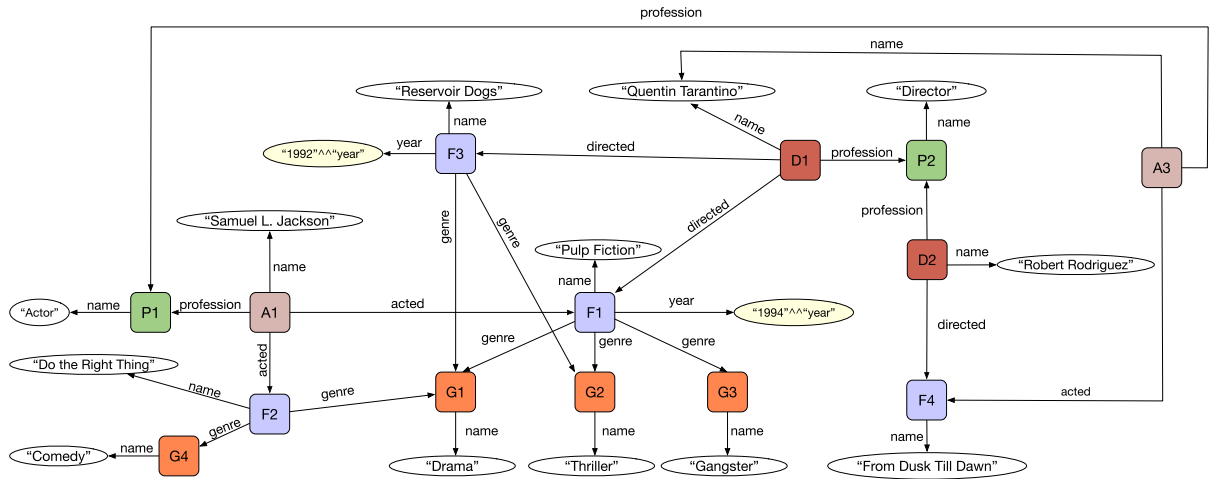 profession
name
“Reservoir Dogs”
“Quentin Tarantino”
“Director”
name
name
name
“1992”^^“year”
year
F3
directed
D1
profession
P2
A3
“Samuel L. Jackson”
genre
genre
directed
profession
“Pulp Fiction”
D2
name
“Robert Rodriguez”
name
name
“Actor”
name
P1
profession
A1
acted
F1
year
“1994”^^“year”
directed
genre
genre
genre
“Do the Right Thing”
acted
name
genre
G1
G2
G3
F4
acted
F2
genre
name
name
name
name
“Comedy”
name
G4
“Drama”
“Thriller”
“Gangster”
“From Dusk Till Dawn”